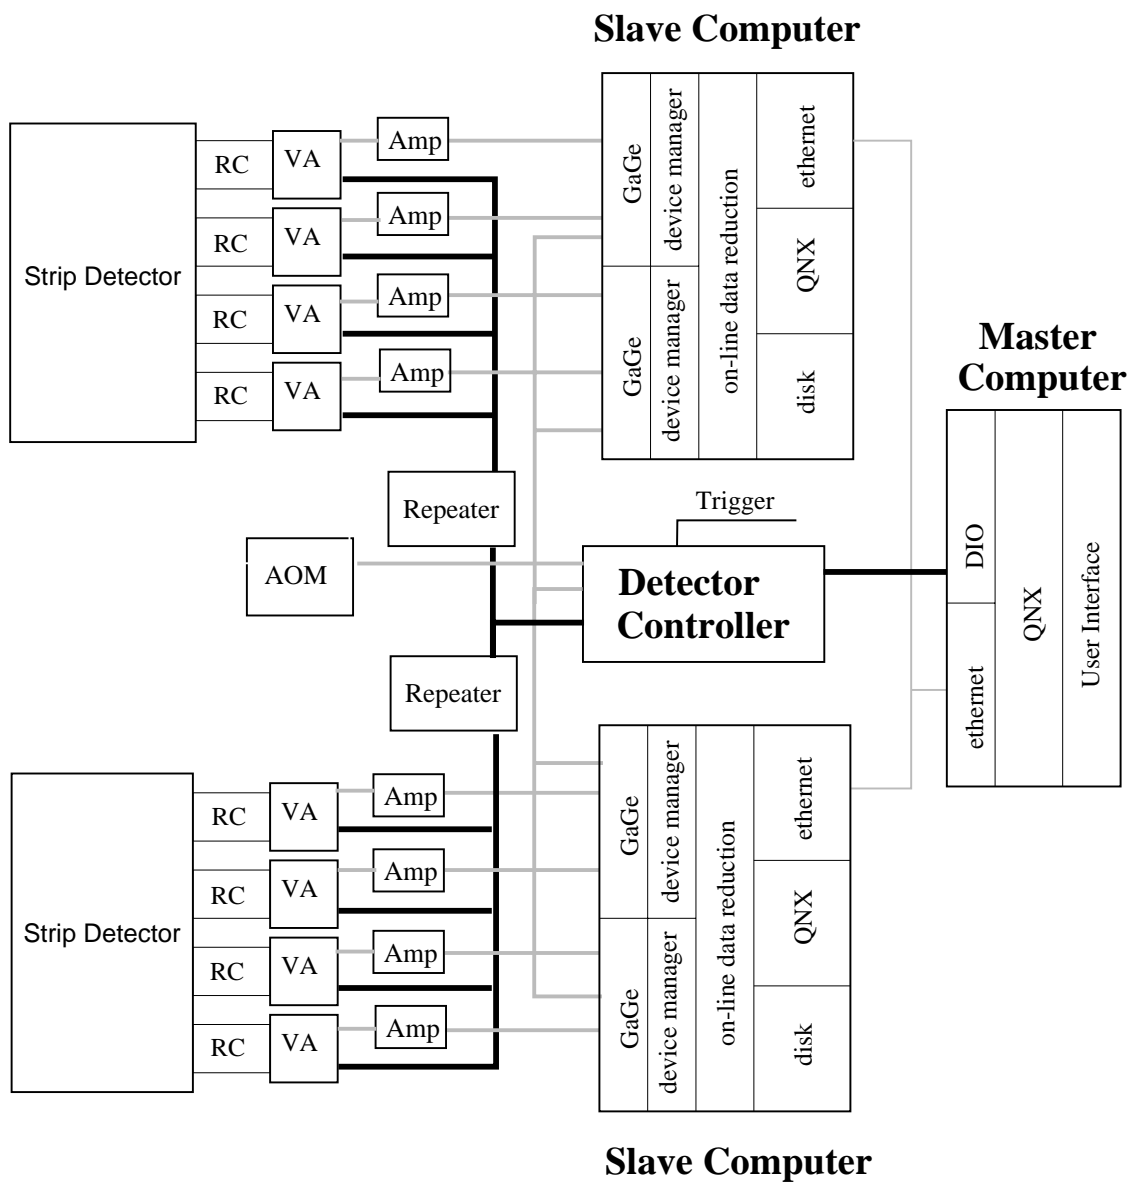 Slave Computer
Strip Detector
RC
VA
Amp
RC
VA
Amp
RC
VA
Amp
RC
VA
Amp
GaGe
device manager
GaGe
device manager
on-line data reduction
ethernet
QNX
disk
Master
Computer
DIO
ethernet
QNX
User Interface
Repeater
Trigger
AOM
Detector
Controller
Repeater
Strip Detector
RC
VA
Amp
RC
VA
Amp
RC
VA
Amp
RC
VA
Amp
GaGe
device manager
GaGe
device manager
on-line data reduction
ethernet
QNX
disk
Slave Computer